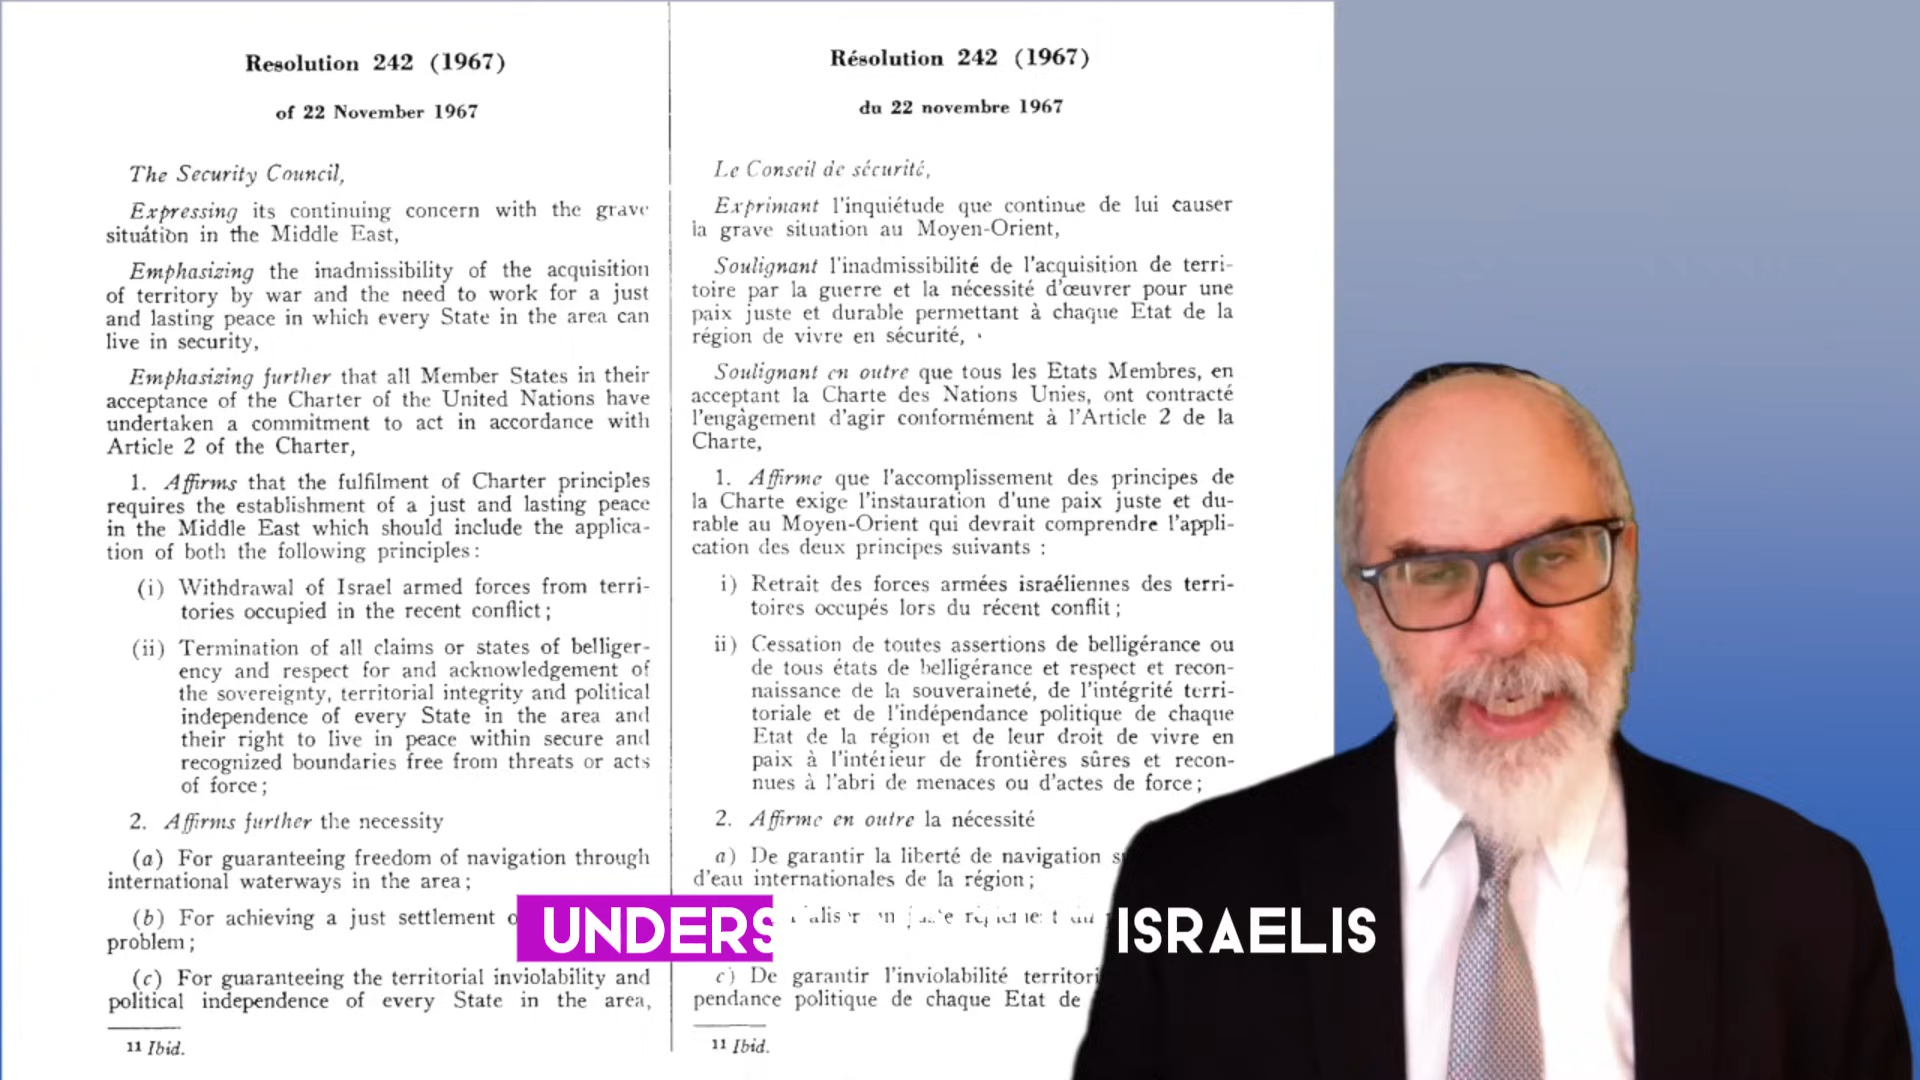 Resolution 242 (1967)
of 22 November 1967
The Security Council,
Expressing its continuing concern with the grave
situation in the Middle East,
Emphasizing the inadmissibility of the acquisition
of territory by war and the need to work for a just
and lasting peace in which every State in the area can
live in security,
Emphasizing further that all Member States in their
acceptance of the Charter of the United Nations have
undertaken a commitment to act in accordance with
Article 2 of the Charter,
1. Affirms that the fulfilment of Charter principles
requires the establishment of a just and lasting peace
in the Middle East which should include the applica-
tion of both the following principles:
(i) Withdrawal of Israel armed forces from terri-
tories occupied in the recent conflict;
(ii) Termination of all claims or states of belliger-
ency and respect for and acknowledgement of
the sovereignty, territorial integrity and political
independence of every State in the area and
their right to live in peace within secure and
recognized boundaries free from threats or acts
of force;
2. Affirms further the necessity
(a) For guaranteeing freedom of navigation through
international waterways in the area;
(b) For achieving a just settlement
problem;
(c) For guaranteeing the territorial inviolability and
political independence of every State in the area,
11 Ibid.
Résolution 242 (1967)
du 22 novembre 1967
Le Conseil de sécurité,
Exprimant l'inquiétude que continue de lui causer
la grave situation au Moyen-Orient,
Soulignant l'inadmissibilité de l'acquisition de terri-
toire par la guerre et la nécessité d'œuvrer pour une
paix juste et durable permettant à chaque Etat de la
région de vivre en sécurité,
Soulignant en outre que tous les Etats Membres, en
acceptant la Charte des Nations Unies, ont contracté
l'engagement d'agir conformément à l'Article 2 de la
Charte,
1. Affirme que l'accomplissement des principes de
la Charte exige l'instauration d'une paix juste et du-
rable au Moyen-Orient qui devrait comprendre l'appli-
cation des deux principes suivants :
i) Retrait des forces armées israéliennes des terri-
toires occupés lors du récent conflit;
ii) Cessation de toutes assertions de belligérance ou
de tous états de belligérance et respect et recon-
naissance de la souveraineté, de l'intégrité terri-
toriale et de l'indépendance politique de chaque
Etat de la région et de leur droit de vivre en
paix à l'intérieur de frontières sûres et recon-
nues à l'abri de menaces ou d'actes de force;
2. Affirme en outre la nécessité
a) De garantir la liberté de navigation
d'eau internationales de la région;
c) De garantir l'inviolabilité
pendance politique de chaque Etat de
11 Ibid.
UNDERS ISRAELIS